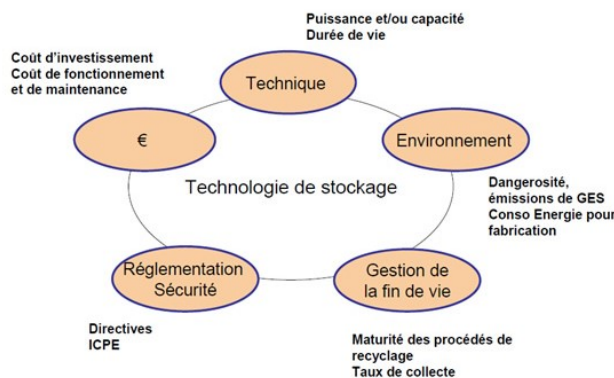 Puissance et/ou capacité
Durée de vie
Coût d'investissement
Coût de fonctionnement
et de maintenance
Technique
€
Environnement
Technologie de stockage
Dangerosité,
émissions de GES
Conso Energie pour
fabrication
Réglementation
Sécurité
Gestion de
la fin de vie
Directives
ICPE
Maturité des procédés de
recyclage
Taux de collecte